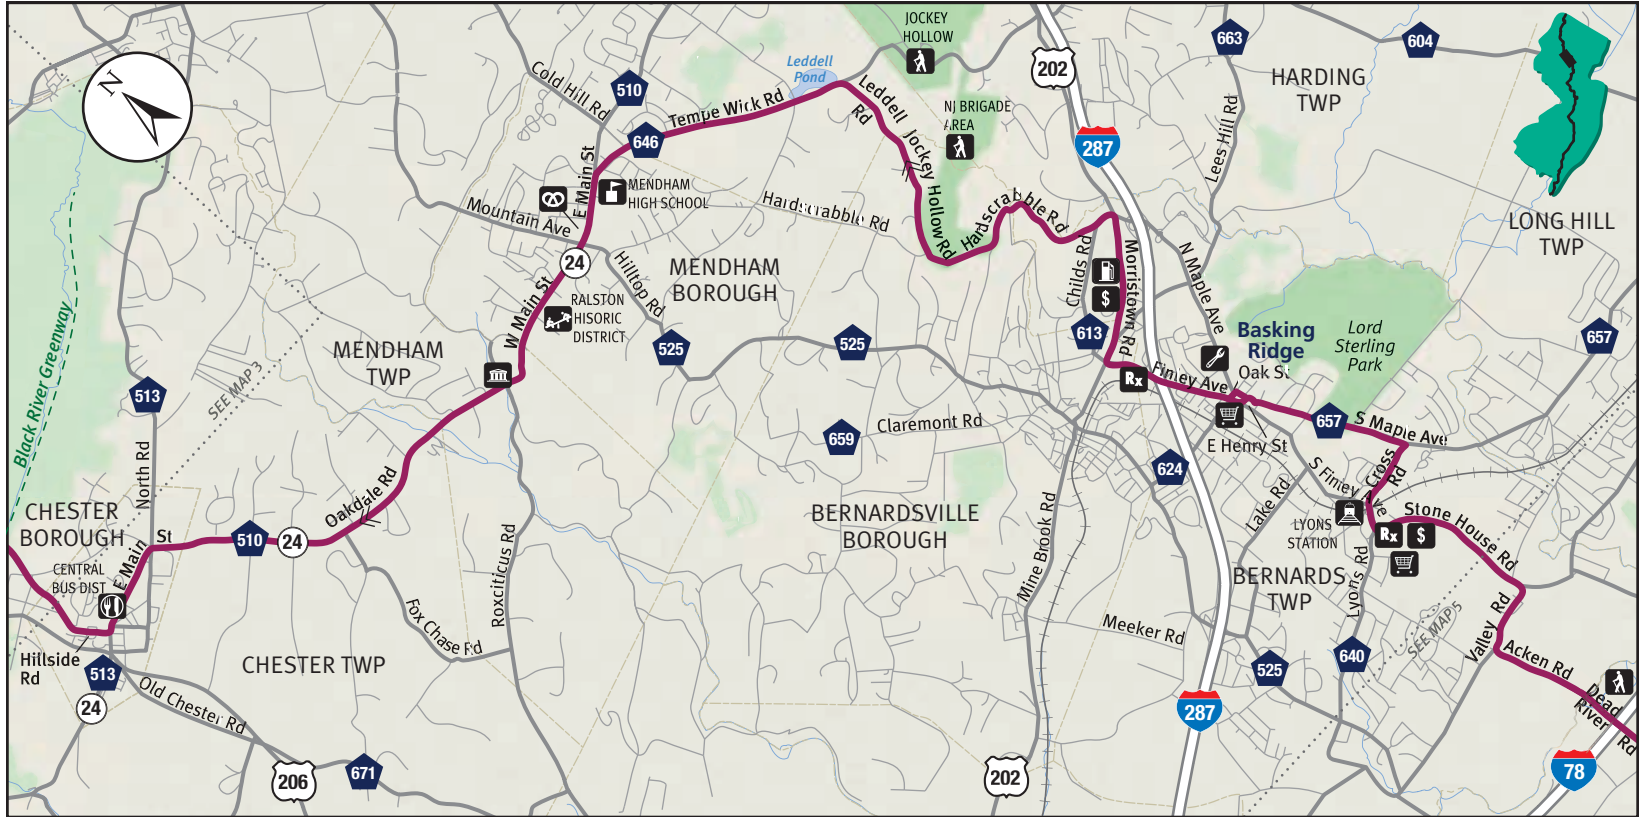 JOCKEY
HOLLOW
202
663
604
HARDING
TWP
N
Leddell
Pond
Cold Hill Rd
510
Tempe Wick Rd
Leddell
Rd
NJ BRIGADE
AREA
287
646
Lees Hill Rd
Jockey Hollow Rd
E Main St
MENDHAM
HIGH SCHOOL
Mountain Ave
Hardscrabble Rd
Hardscrabble Rd
LONG HILL
TWP
24
Hilltop Rd
MENDHAM
BOROUGH
Childs Rd
Morristown Rd
$
N Maple Ave
W Main St
RALSTON
HISORIC
DISTRICT
613
Basking
Ridge
Oak St
Lord
Sterling
Park
657
Black River Greenway
SEE MAP 3
MENDHAM
TWP
525
525
Rx
Finley Ave
513
657
S Maple Ave
North Rd
659
Claremont Rd
E Henry St
624
Cross
Rd
S Finley Ave
Lake Rd
Oakdale Rd
CHESTER
BOROUGH
E Main
St
510
24
BERNARDSVILLE
BOROUGH
LYONS
STATION
Rx
$
Stone House Rd
CENTRAL
BUS DIST
Roxciticus Rd
Mine Brook Rd
BERNARDS
TWP
Lyons Rd
SEE MAP 5
Fox Chase Rd
Meeker Rd
Valley Rd
Hillside
Rd
513
24
CHESTER TWP
Old Chester Rd
525
640
Acken Rd
Dead
River
Rd
287
206
671
202
78